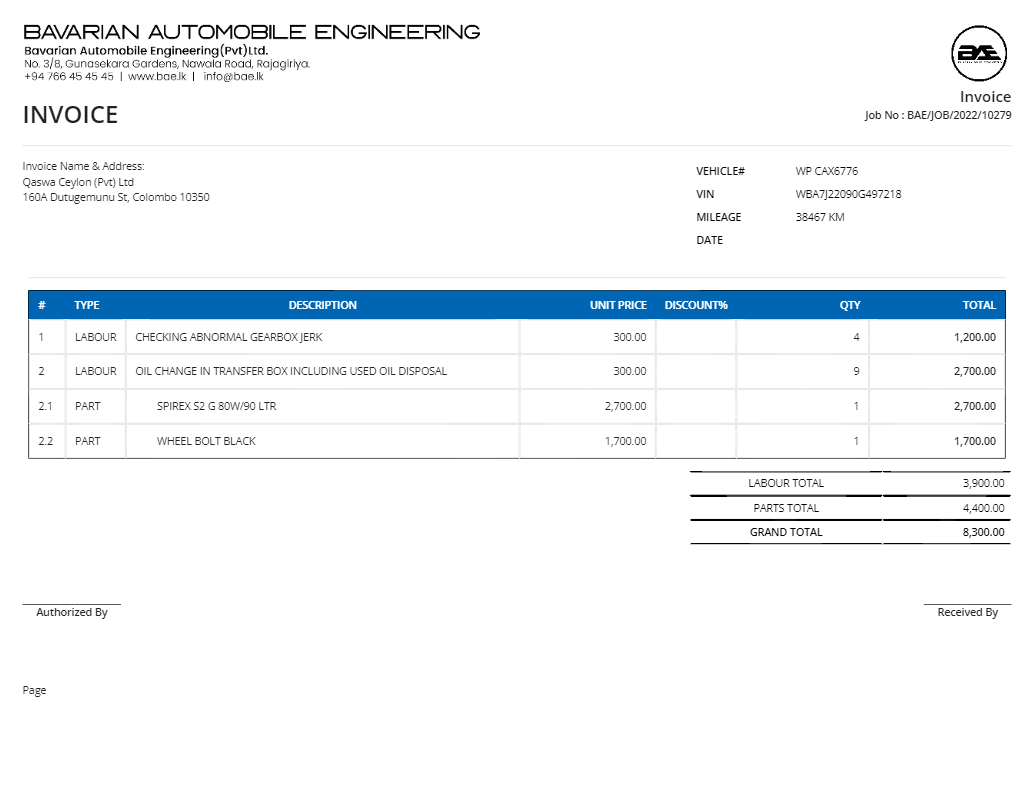 BAVARIAN AUTOMOBILE ENGINEERING
Bavarian Automobile Engineering(Pvt)Ltd.
No. 3/8, Gunasekara Gardens, Nawala Road, Rajagiriya.
+94 766 45 45 45 | www.bae.lk | info@bae.lk
BAE
Invoice
INVOICE
Job No : BAE/JOB/2022/10279
Invoice Name & Address:
Qaswa Ceylon (Pvt) Ltd
160A Dutugemunu St, Colombo 10350
VEHICLE# WP CAX6776
VIN WBA7J22090G497218
MILEAGE 38467 KM
DATE
# TYPE DESCRIPTION UNIT PRICE DISCOUNT% QTY TOTAL
1 LABOUR CHECKING ABNORMAL GEARBOX JERK 300.00 4 1,200.00
2 LABOUR OIL CHANGE IN TRANSFER BOX INCLUDING USED OIL DISPOSAL 300.00 9 2,700.00
2.1 PART SPIREX S2 G 80W/90 LTR 2,700.00 1 2,700.00
2.2 PART WHEEL BOLT BLACK 1,700.00 1 1,700.00
LABOUR TOTAL 3,900.00
PARTS TOTAL 4,400.00
GRAND TOTAL 8,300.00
Authorized By Received By
Page